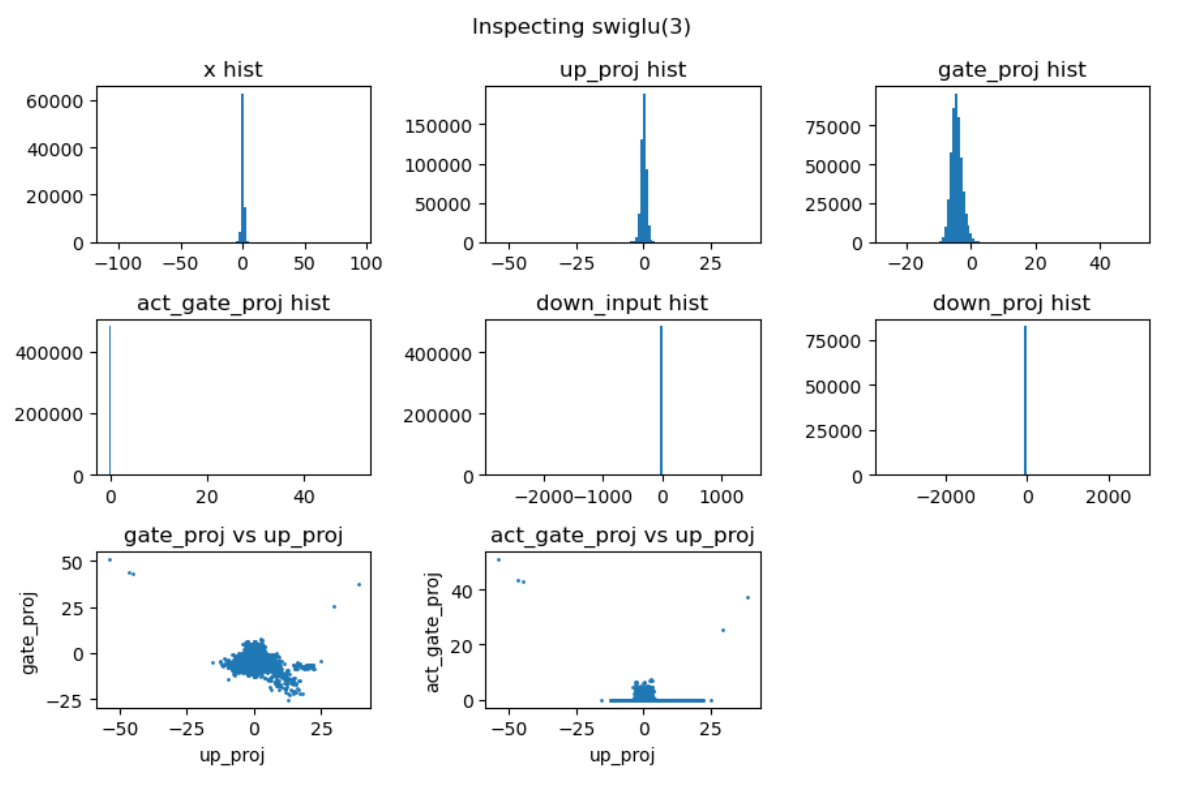 Inspecting swiglu(3)
x hist
60000
40000
20000
0
−100 −50 0 50 100
up_proj hist
150000
100000
50000
0
−50 −25 0 25
gate_proj hist
75000
50000
25000
0
−20 0 20 40
act_gate_proj hist
400000
200000
0
0 20 40
down_input hist
400000
200000
0
−2000 −1000 0 1000
down_proj hist
75000
50000
25000
0
−2000 0 2000
gate_proj vs up_proj
gate_proj
50
25
0
−25
−50 −25 0 25
up_proj
act_gate_proj vs up_proj
act_gate_proj
40
20
0
−50 −25 0 25
up_proj